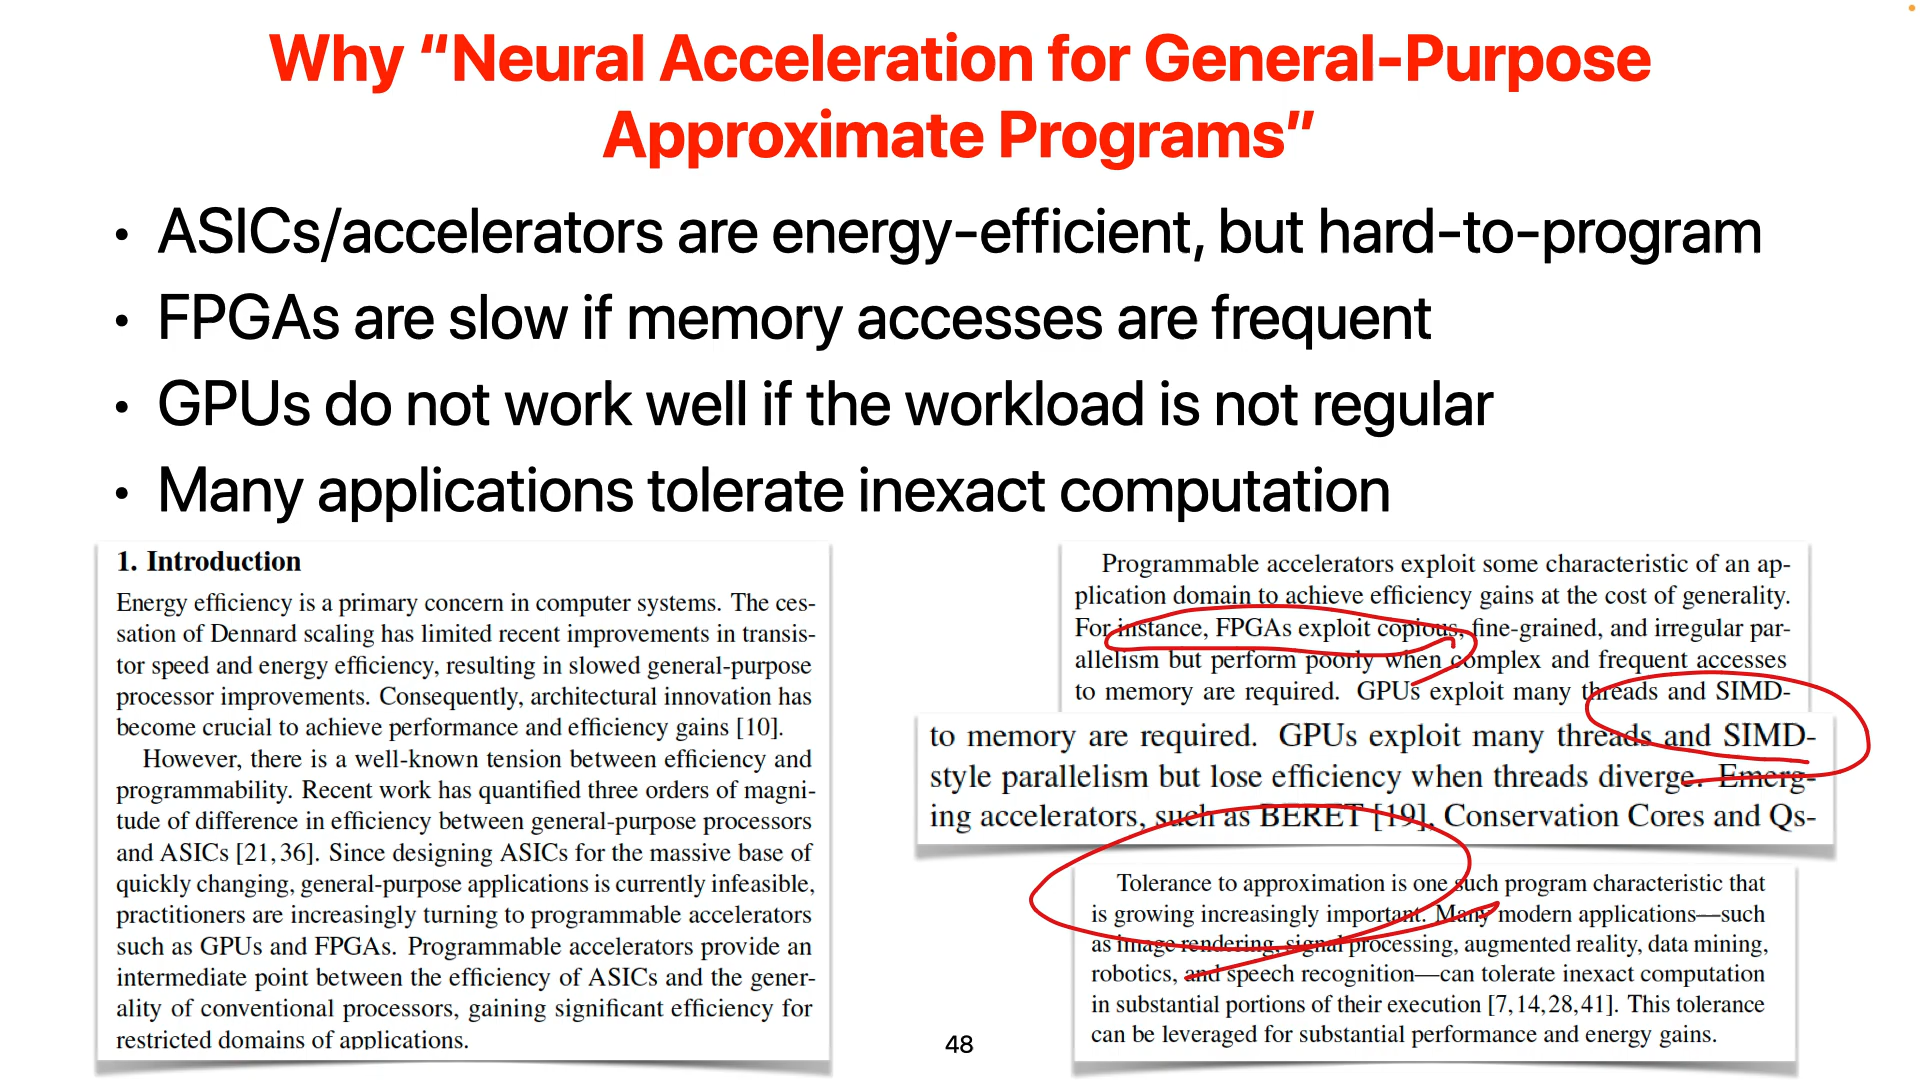 Why “Neural Acceleration for General-Purpose
Approximate Programs”
• ASICs/accelerators are energy-efficient, but hard-to-program
• FPGAs are slow if memory accesses are frequent
• GPUs do not work well if the workload is not regular
• Many applications tolerate inexact computation
1. Introduction
Energy efficiency is a primary concern in computer systems. The ces-
sation of Dennard scaling has limited recent improvements in transis-
tor speed and energy efficiency, resulting in slowed general-purpose
processor improvements. Consequently, architectural innovation has
become crucial to achieve performance and efficiency gains [10].
However, there is a well-known tension between efficiency and
programmability. Recent work has quantified three orders of magni-
tude of difference in efficiency between general-purpose processors
and ASICs [21,36]. Since designing ASICs for the massive base of
quickly changing, general-purpose applications is currently infeasible,
practitioners are increasingly turning to programmable accelerators
such as GPUs and FPGAs. Programmable accelerators provide an
intermediate point between the efficiency of ASICs and the gener-
ality of conventional processors, gaining significant efficiency for
restricted domains of applications.
Programmable accelerators exploit some characteristic of an ap-
plication domain to achieve efficiency gains at the cost of generality.
For instance, FPGAs exploit copious, fine-grained, and irregular par-
allelism but perform poorly when complex and frequent accesses
to memory are required. GPUs exploit many threads and SIMD-
to memory are required. GPUs exploit many threads and SIMD-
style parallelism but lose efficiency when threads diverge. Emerg-
ing accelerators, such as BERET [19], Conservation Cores and Qs-
Tolerance to approximation is one such program characteristic that
is growing increasingly important. Many modern applications—such
as image rendering, signal processing, augmented reality, data mining,
robotics, and speech recognition—can tolerate inexact computation
in substantial portions of their execution [7,14,28,41]. This tolerance
can be leveraged for substantial performance and energy gains.
48